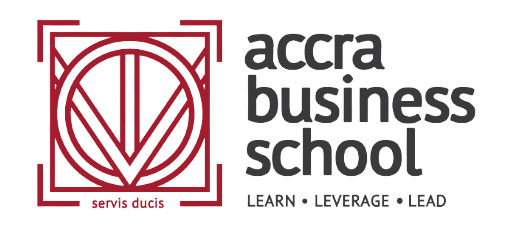 accra
business
school
servis ducis
LEARN • LEVERAGE • LEAD